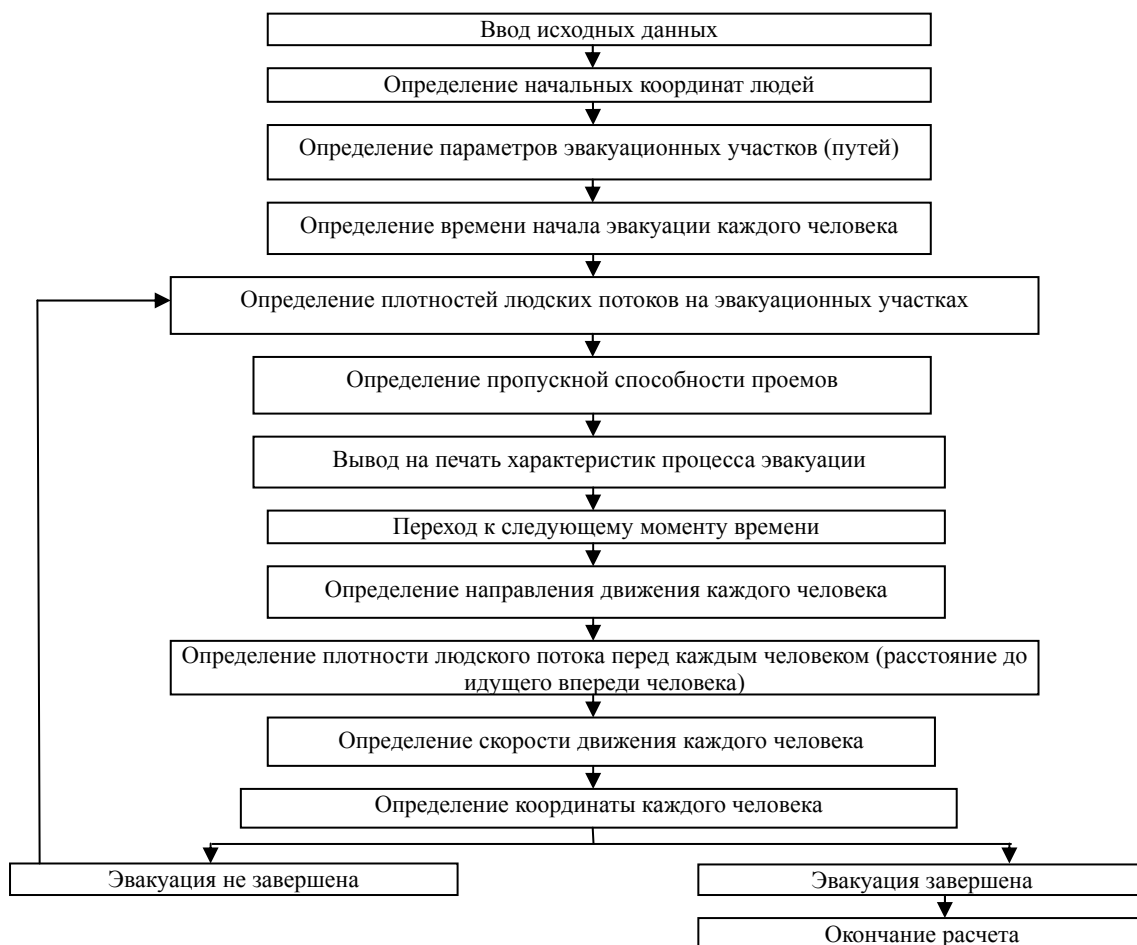 Ввод исходных данных
Определение начальных координат людей
Определение параметров эвакуационных участков (путей)
Определение времени начала эвакуации каждого человека
Определение плотностей людских потоков на эвакуационных участках
Определение пропускной способности проемов
Вывод на печать характеристик процесса эвакуации
Переход к следующему моменту времени
Определение направления движения каждого человека
Определение плотности людского потока перед каждым человеком (расстояние до
идущего впереди человека)
Определение скорости движения каждого человека
Определение координаты каждого человека
Эвакуация не завершена
Эвакуация завершена
Окончание расчета